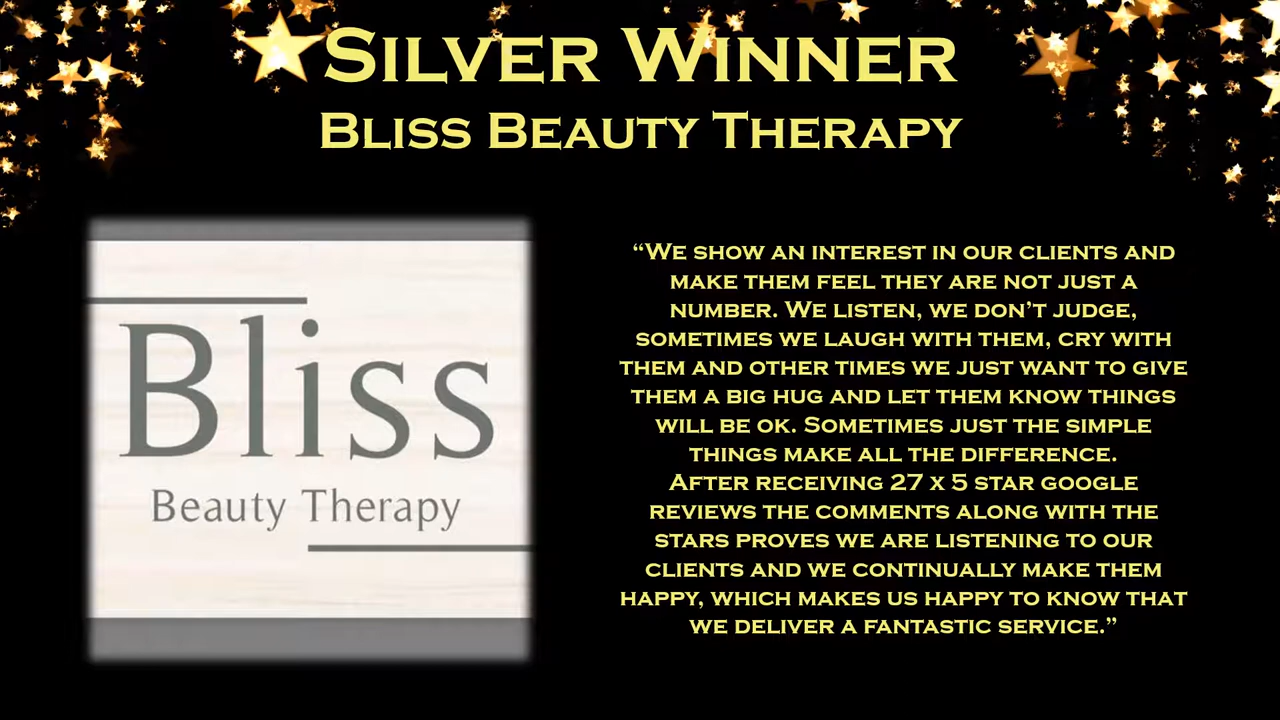 Silver Winner
Bliss Beauty Therapy
Bliss
Beauty Therapy
“We show an interest in our clients and
make them feel they are not just a
number. We listen, we don’t judge,
sometimes we laugh with them, cry with
them and other times we just want to give
them a big hug and let them know things
will be ok. Sometimes just the simple
things make all the difference.
After receiving 27 x 5 star google
reviews the comments along with the
stars proves we are listening to our
clients and we continually make them
happy, which makes us happy to know that
we deliver a fantastic service.”